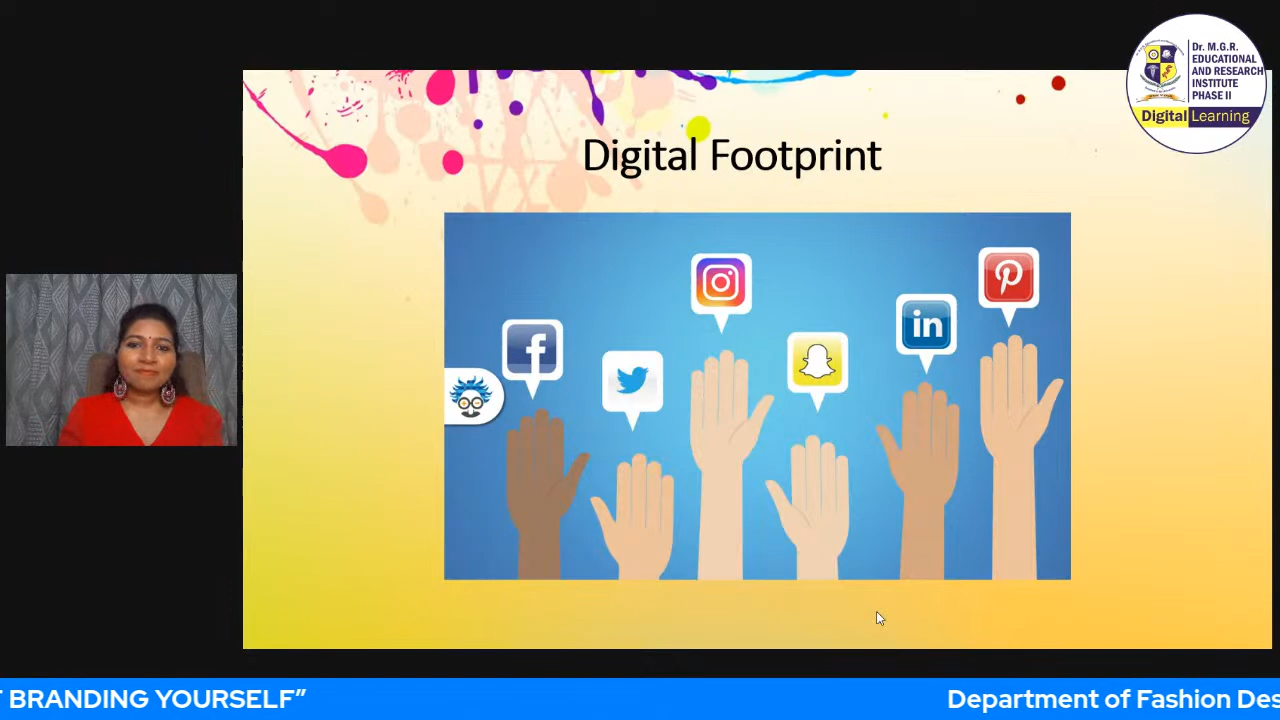 Dr. M.G.R.
EDUCATIONAL
AND RESEARCH
INSTITUTE
PHASE II
Digital Learning
Digital Footprint
f
in
BRANDING YOURSELF”
Department of Fashion Des